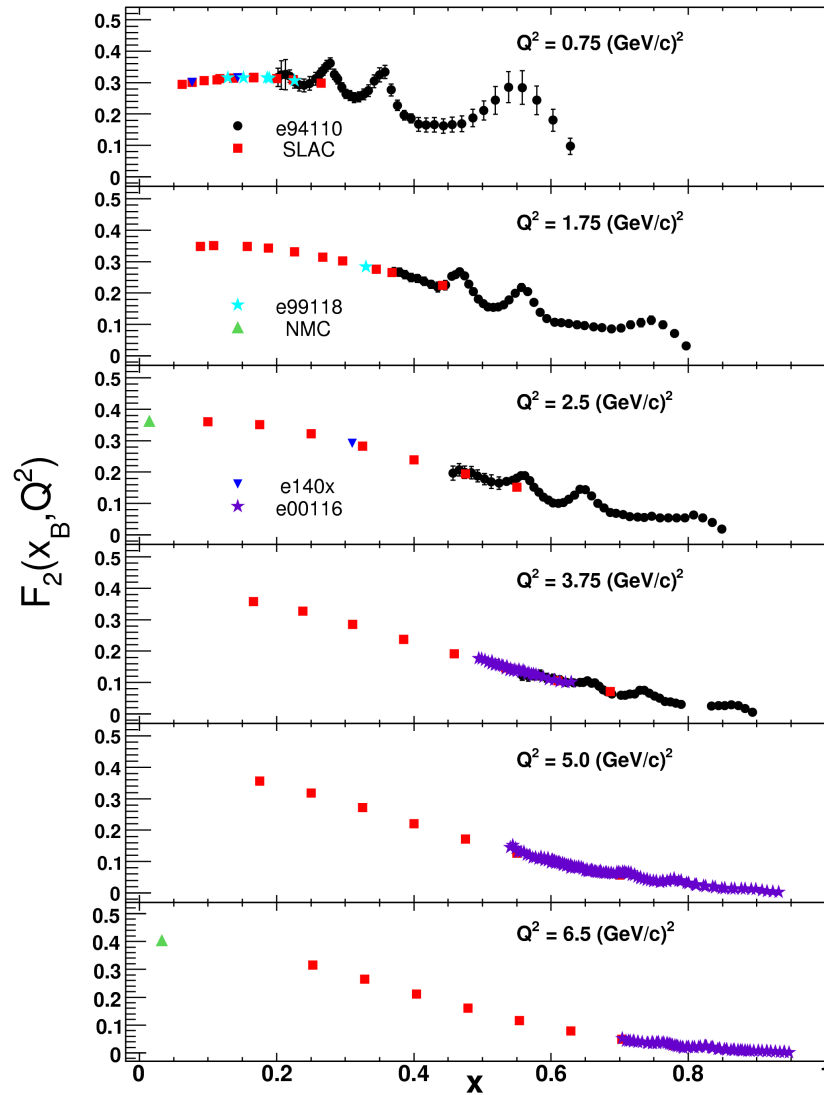 F₂(x_B,Q²)
0.5
0.4
0.3
0.2
0.1
0
Q² = 0.75 (GeV/c)²
e94110
SLAC
0.5
0.4
0.3
0.2
0.1
0
Q² = 1.75 (GeV/c)²
e99118
NMC
0.5
0.4
0.3
0.2
0.1
0
Q² = 2.5 (GeV/c)²
e140x
e00116
0.5
0.4
0.3
0.2
0.1
0
Q² = 3.75 (GeV/c)²
0.5
0.4
0.3
0.2
0.1
0
Q² = 5.0 (GeV/c)²
0.5
0.4
0.3
0.2
0.1
0
Q² = 6.5 (GeV/c)²
0 0.2 0.4 0.6 0.8 1
x